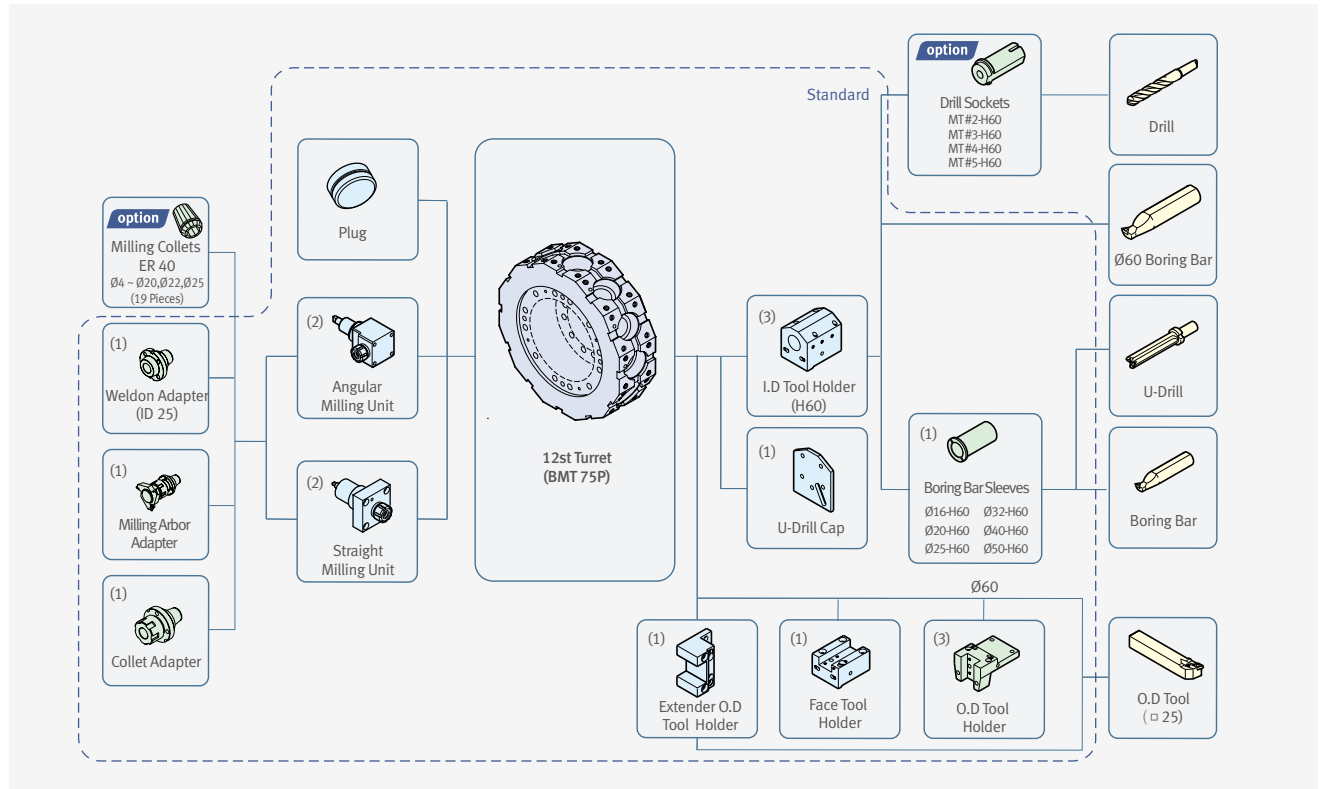 option
Drill Sockets
MT#2-H60
MT#3-H60
MT#4-H60
MT#5-H60
Drill
Standard
Plug
option
Milling Collets
ER 40
Ø4 ~ Ø20,Ø22,Ø25
(19 Pieces)
Ø60 Boring Bar
(1)
Weldon Adapter
(ID 25)
(2)
Angular
Milling Unit
12st Turret
(BMT 75P)
(3)
I.D Tool Holder
(H60)
U-Drill
(1)
Milling Arbor
Adapter
(2)
Straight
Milling Unit
(1)
U-Drill Cap
(1)
Boring Bar Sleeves
Ø16-H60 Ø32-H60
Ø20-H60 Ø40-H60
Ø25-H60 Ø50-H60
Boring Bar
(1)
Collet Adapter
Ø60
(1)
Extender O.D
Tool Holder
(1)
Face Tool
Holder
(3)
O.D Tool
Holder
O.D Tool
(□ 25)